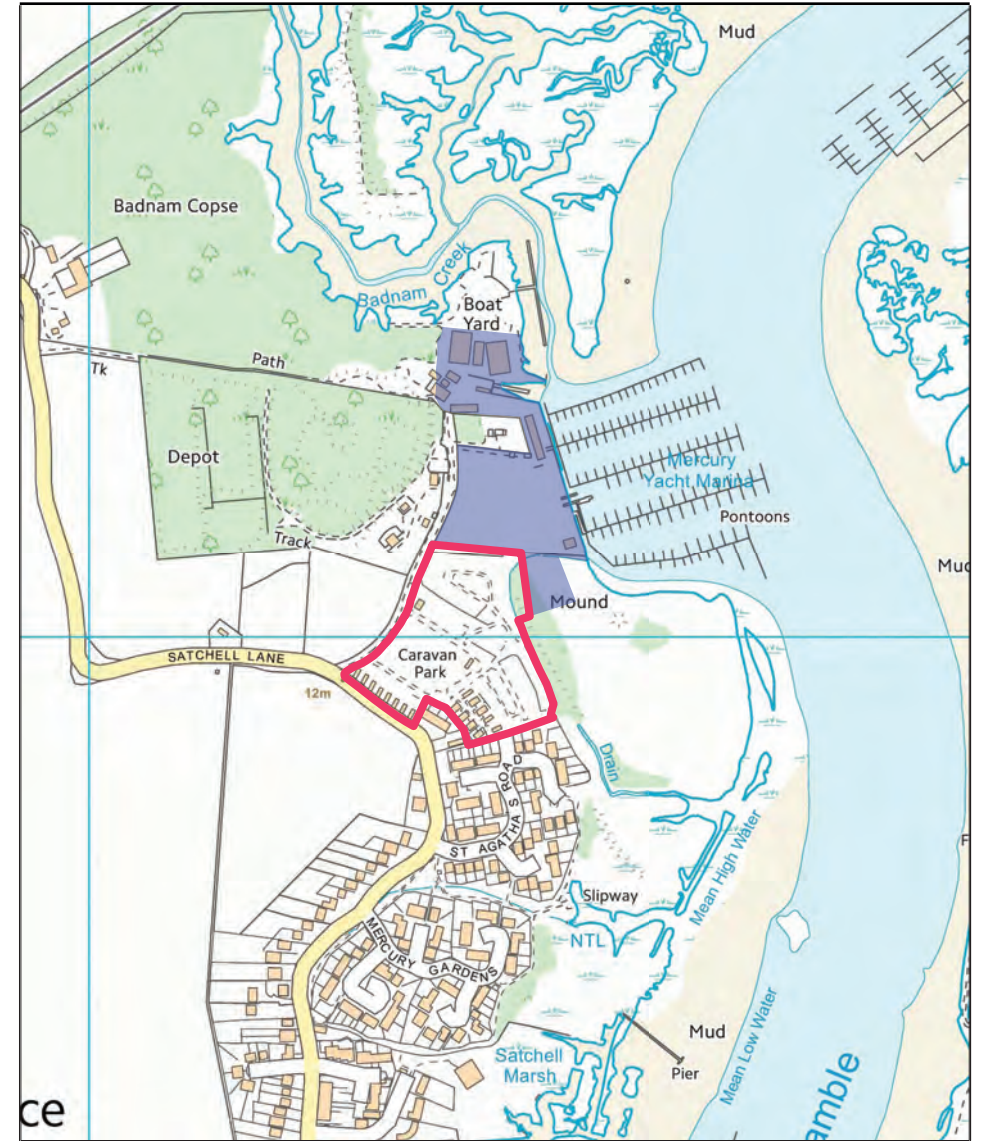 Mud
Badnam Copse
Badnam Creek
Boat
Yard
Path
Tk
Depot
Mercury
Yacht Marina
Pontoons
Track
Mud
Mound
SATCHELL LANE
Caravan
Park
12m
Drain
ST AGATHA'S ROAD
Mean High Water
Slipway
MERCURY GARDENS
NTL
Mud
Satchell
Marsh
Pier
Mean Low Water
amble
ce
F